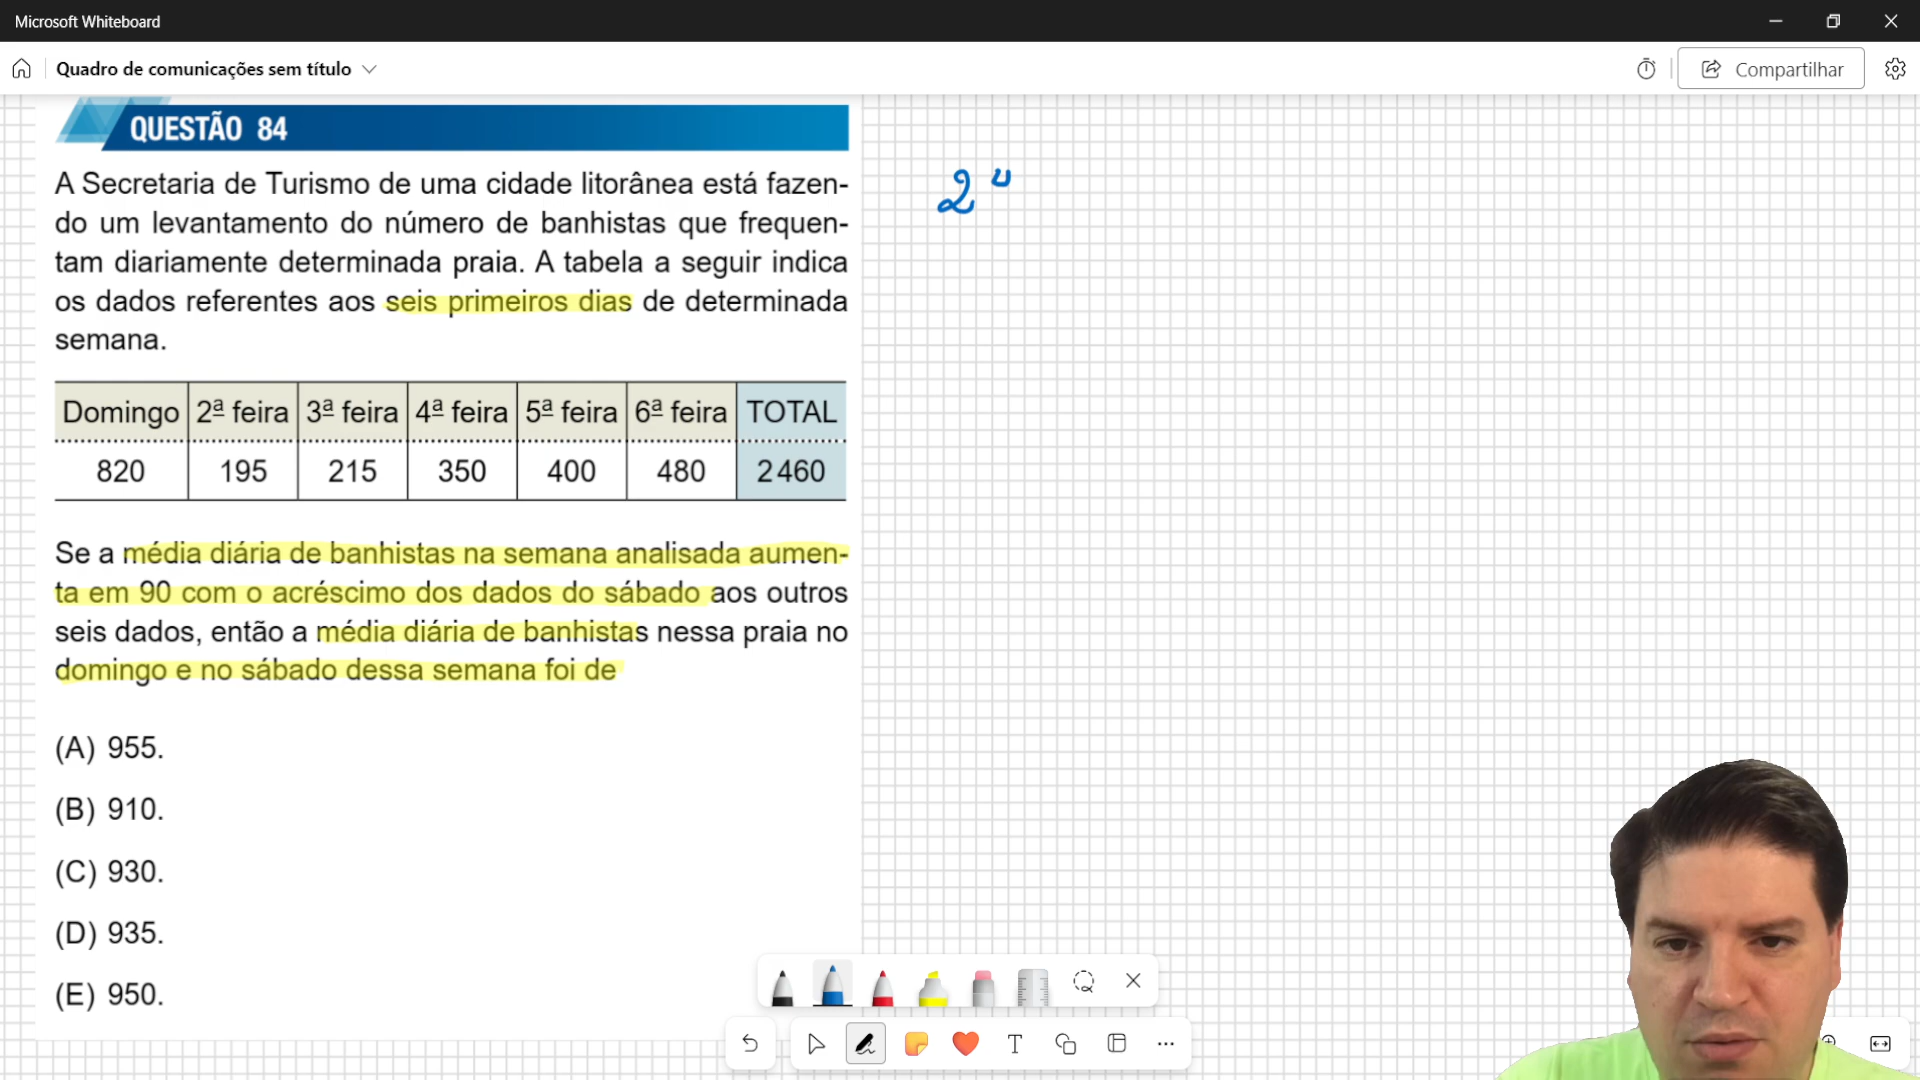 Microsoft Whiteboard
Quadro de comunicações sem título
Compartilhar
QUESTÃO 84
A Secretaria de Turismo de uma cidade litorânea está fazen-
do um levantamento do número de banhistas que frequen-
tam diariamente determinada praia. A tabela a seguir indica
os dados referentes aos seis primeiros dias de determinada
semana.
Domingo 2ª feira 3ª feira 4ª feira 5ª feira 6ª feira TOTAL
820 195 215 350 400 480 2 460
Se a média diária de banhistas na semana analisada aumen-
ta em 90 com o acréscimo dos dados do sábado aos outros
seis dados, então a média diária de banhistas nessa praia no
domingo e no sábado dessa semana foi de
(A) 955.
(B) 910.
(C) 930.
(D) 935.
(E) 950.
2